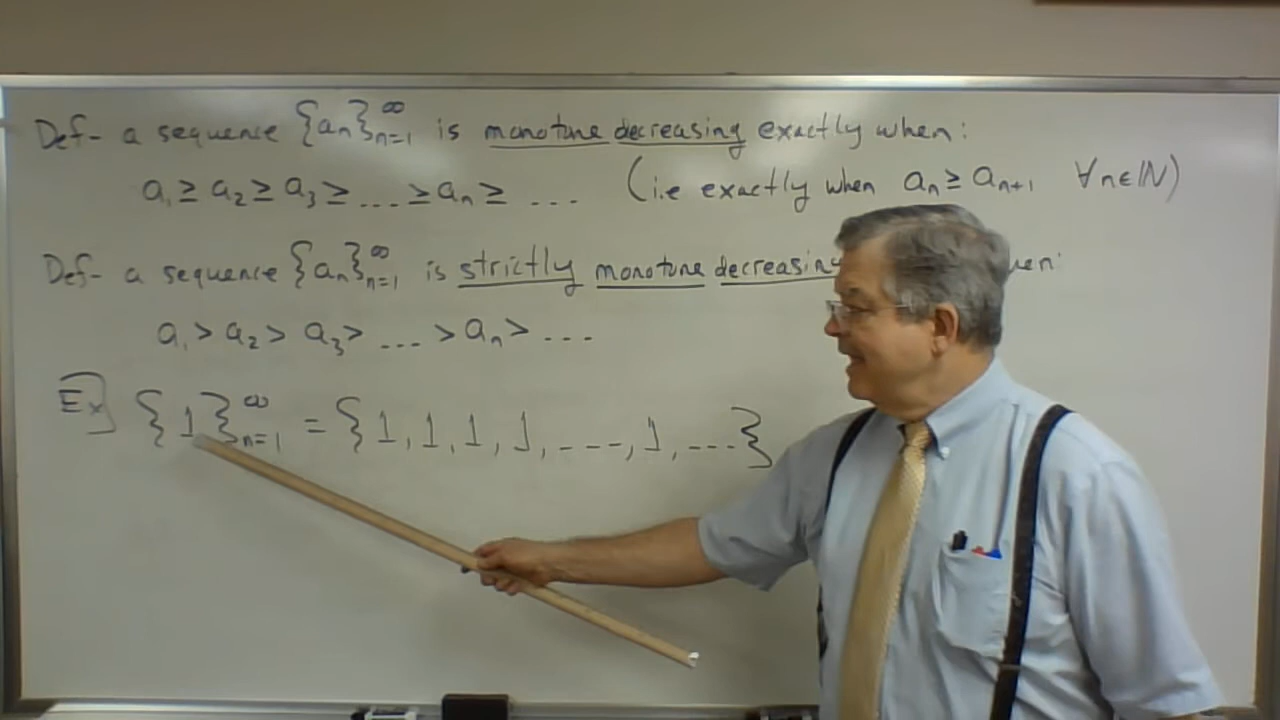 Def- a sequence {aₙ}ₙ₌₁^∞ is monotone decreasing exactly when:
a₁ ≥ a₂ ≥ a₃ ≥ ... ≥ aₙ ≥ ... (i.e exactly when aₙ ≥ aₙ₊₁ ∀n∈ℕ)
Def- a sequence {aₙ}ₙ₌₁^∞ is strictly monotone decreasing
a₁ > a₂ > a₃ > ... > aₙ > ...
Ex {1}ₙ₌₁^∞ = {1, 1, 1, 1, ---, 1, ...}